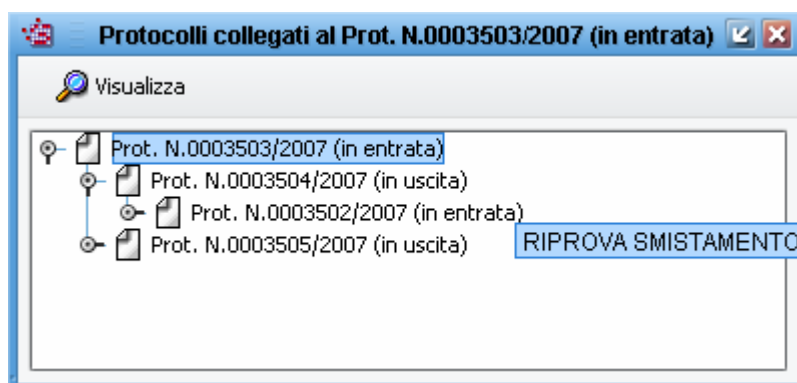 Protocolli collegati al Prot. N.0003503/2007 (in entrata)
Visualizza
Prot. N.0003503/2007 (in entrata)
Prot. N.0003504/2007 (in uscita)
Prot. N.0003502/2007 (in entrata)
Prot. N.0003505/2007 (in uscita)
RIPROVA SMISTAMENTO